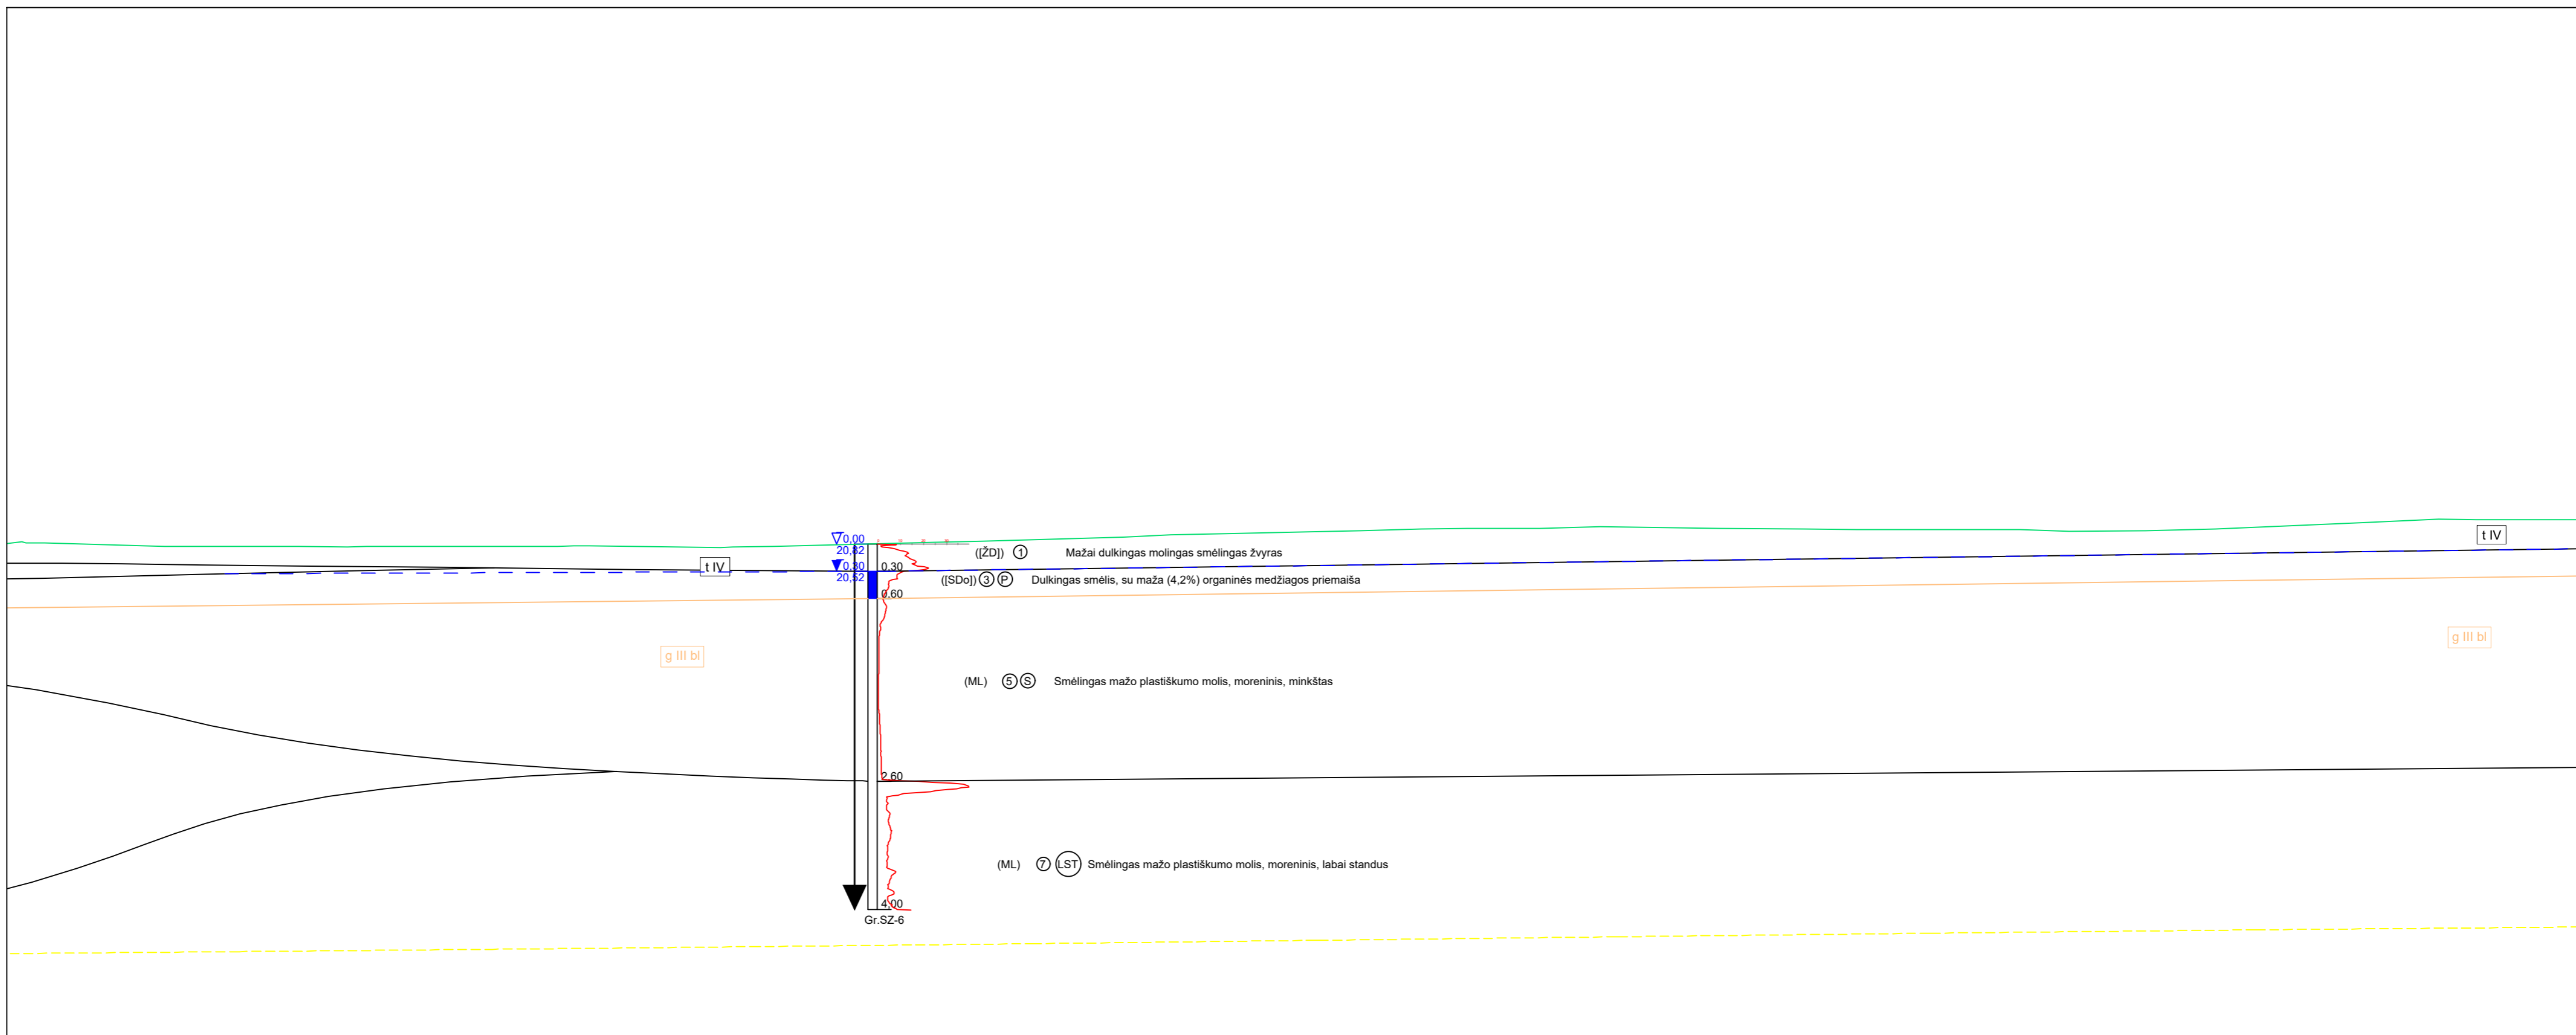 t IV
0,00
20,82
([ŽD]) 1 Mažai dulkingas molingas smėlingas žvyras
t IV
0,30
20,52
0,30
([SDo]) 3 P Dulkingas smėlis, su maža (4,2%) organinės medžiagos priemaiša
0,60
g III bl
g III bl
(ML) 5 S Smėlingas mažo plastiškumo molis, moreninis, minkštas
2,60
(ML) 7 LST Smėlingas mažo plastiškumo molis, moreninis, labai standus
4,00
Gr.SZ-6